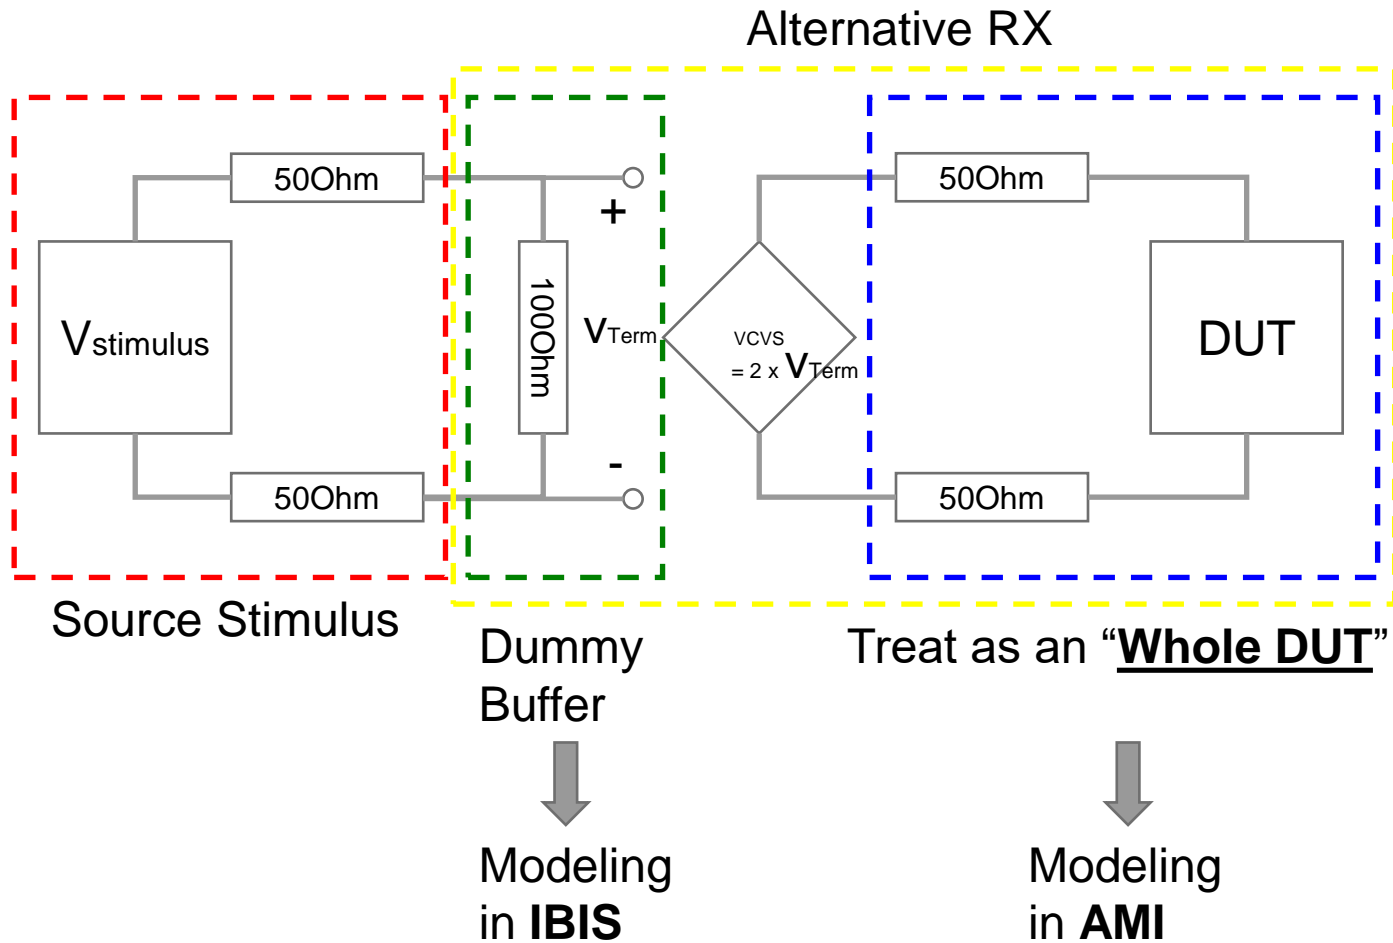 Alternative RX
50Ohm
50Ohm
+
Vstimulus
100Ohm
VTerm
VCVS
= 2 x VTerm
DUT
-
50Ohm
50Ohm
Source Stimulus
Dummy
Buffer
Treat as an “Whole DUT”
Modeling
in IBIS
Modeling
in AMI